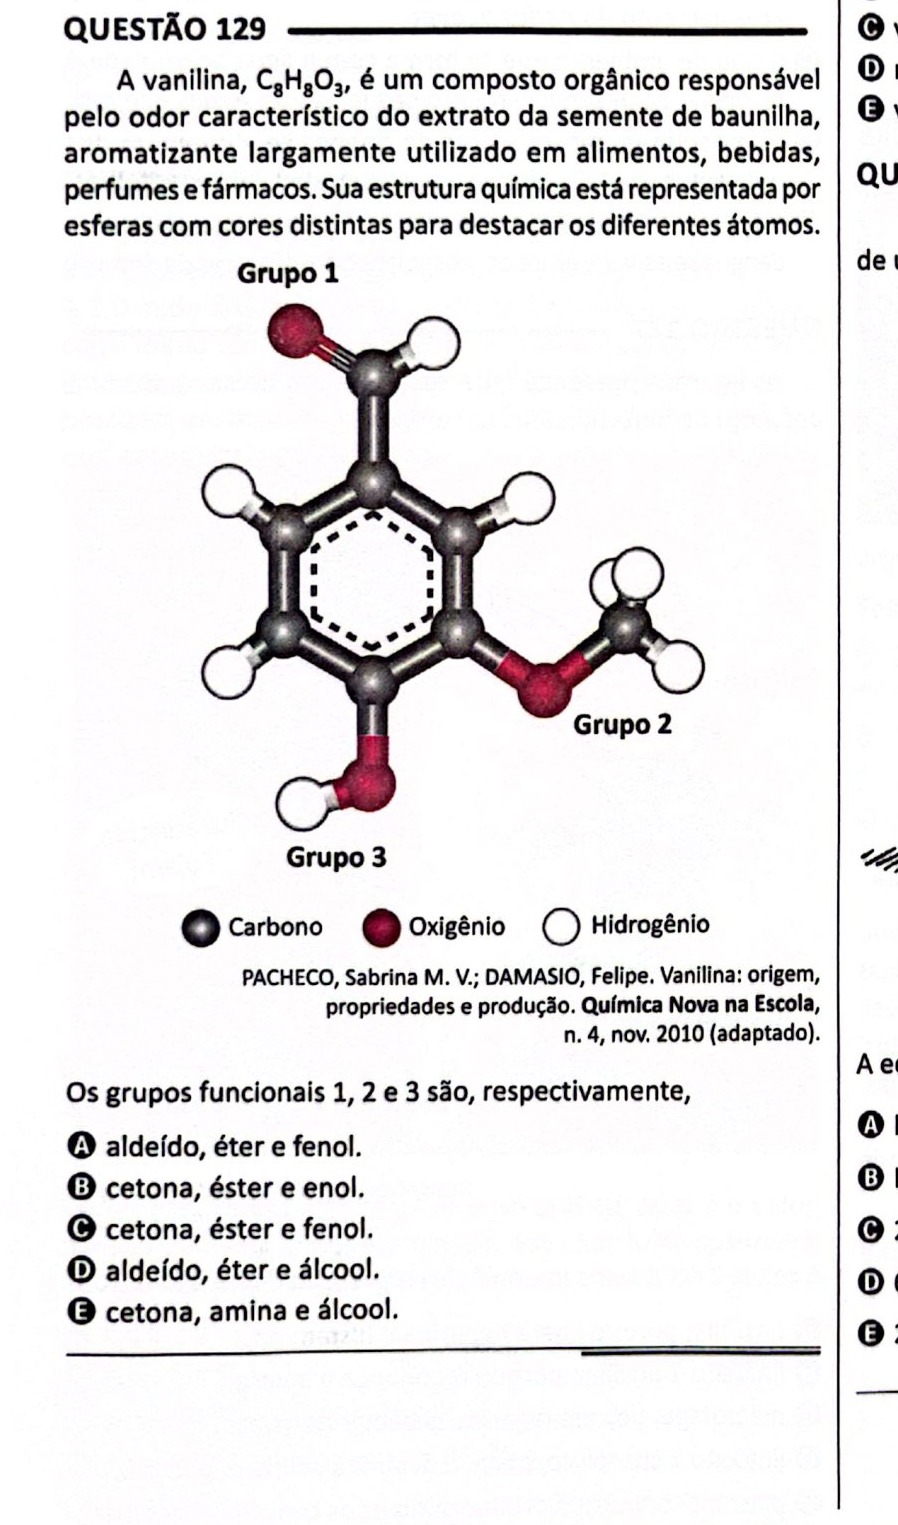 QUESTÃO 129
A vanilina, C₈H₈O₃, é um composto orgânico responsável
pelo odor característico do extrato da semente de baunilha,
aromatizante largamente utilizado em alimentos, bebidas,
perfumes e fármacos. Sua estrutura química está representada por
esferas com cores distintas para destacar os diferentes átomos.
Grupo 1
Grupo 2
Grupo 3
Carbono Oxigênio Hidrogênio
PACHECO, Sabrina M. V.; DAMASIO, Felipe. Vanilina: origem,
propriedades e produção. Química Nova na Escola,
n. 4, nov. 2010 (adaptado).
Os grupos funcionais 1, 2 e 3 são, respectivamente,
A aldeído, éter e fenol.
B cetona, éster e enol.
C cetona, éster e fenol.
D aldeído, éter e álcool.
E cetona, amina e álcool.
C
D
E
QU
de
A
A
B
C
D
E